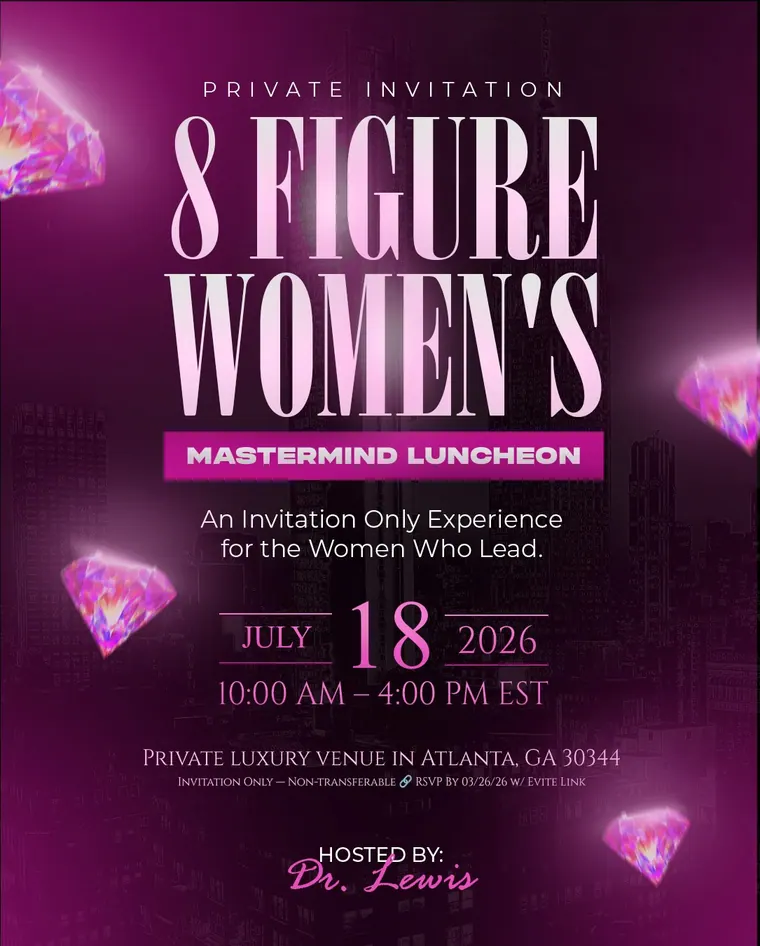 PRIVATE INVITATION
8 FIGURE
WOMEN'S
MASTERMIND LUNCHEON
An Invitation Only Experience
for the Women Who Lead.
JULY 18 2026
10:00 AM – 4:00 PM EST
Private luxury venue in Atlanta, GA 30344
Invitation Only — Non-transferable 🔗 RSVP By 03/26/26 w/ Evite Link
HOSTED BY:
Dr. Lewis